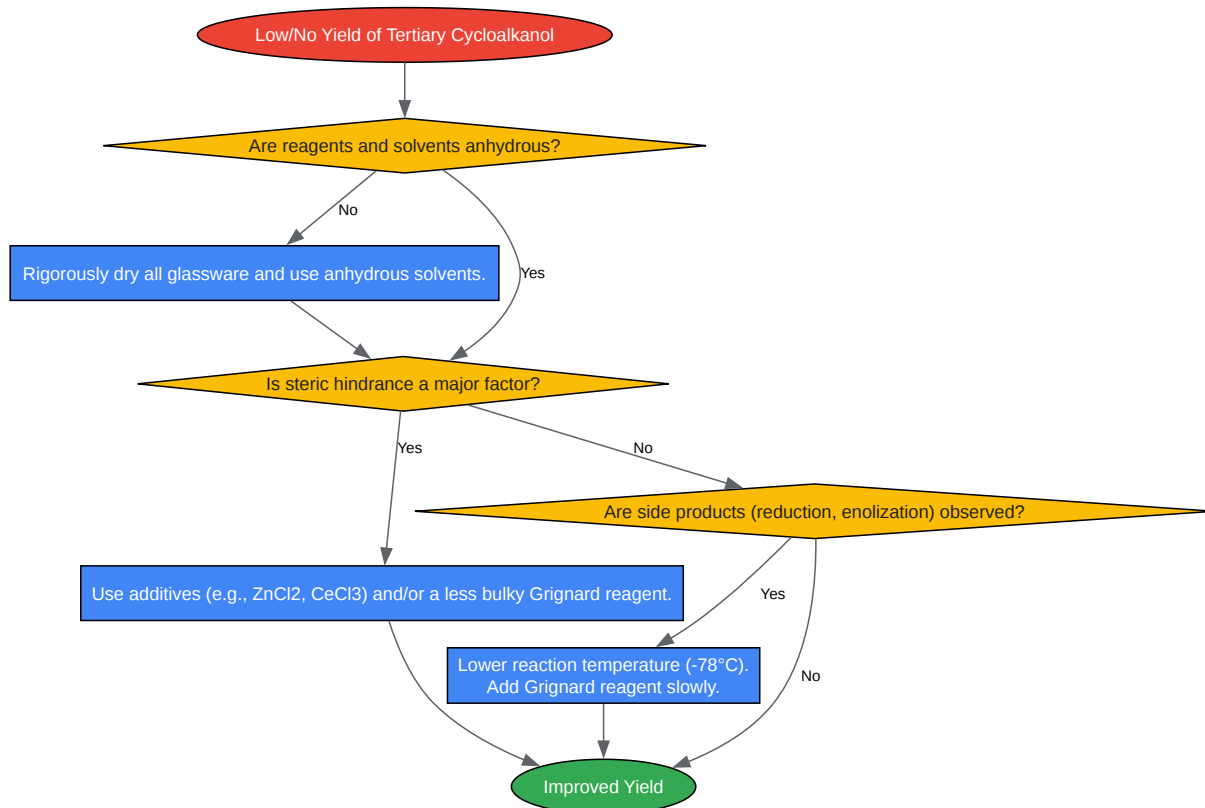 Low/No Yield of Tertiary Cycloalkanol
Are reagents and solvents anhydrous?
No
Rigorously dry all glassware and use anhydrous solvents.
Yes
Is steric hindrance a major factor?
Yes
No
Are side products (reduction, enolization) observed?
Use additives (e.g., ZnCl2, CeCl3) and/or a less bulky Grignard reagent.
Yes
Lower reaction temperature (-78°C).
Add Grignard reagent slowly.
No
Improved Yield